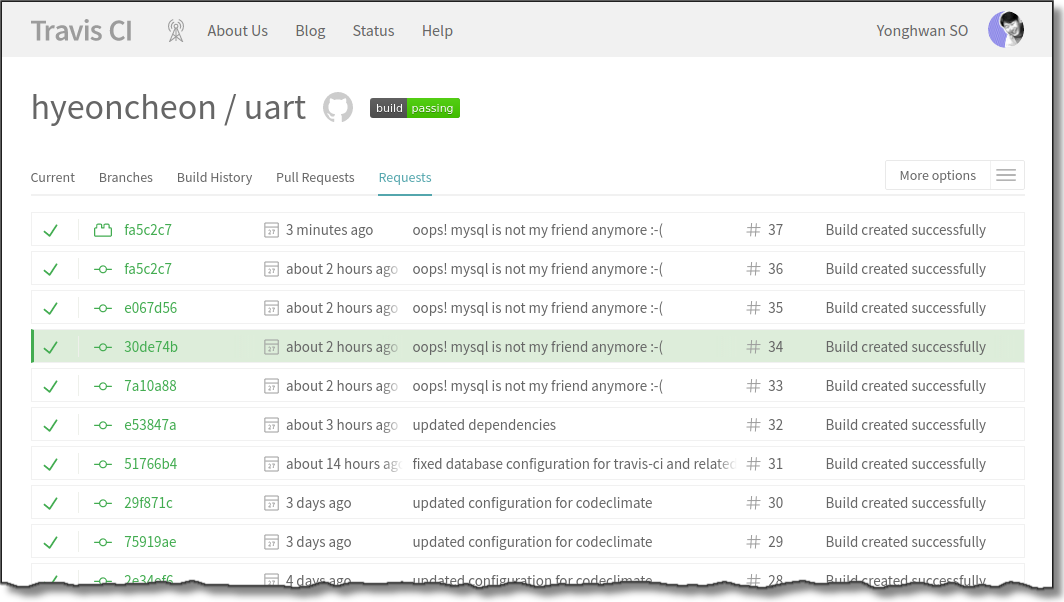 Travis CI About Us Blog Status Help Yonghwan SO
hyeoncheon / uart build passing
Current Branches Build History Pull Requests Requests More options
fa5c2c7 3 minutes ago oops! mysql is not my friend anymore :-( # 37 Build created successfully
fa5c2c7 about 2 hours ago oops! mysql is not my friend anymore :-( # 36 Build created successfully
e067d56 about 2 hours ago oops! mysql is not my friend anymore :-( # 35 Build created successfully
30de74b about 2 hours ago oops! mysql is not my friend anymore :-( # 34 Build created successfully
7a10a88 about 2 hours ago oops! mysql is not my friend anymore :-( # 33 Build created successfully
e53847a about 3 hours ago updated dependencies # 32 Build created successfully
51766b4 about 14 hours ag fixed database configuration for travis-ci and related # 31 Build created successfully
29f871c 3 days ago updated configuration for codeclimate # 30 Build created successfully
75919ae 3 days ago updated configuration for codeclimate # 29 Build created successfully
2e34ef6 4 days ago updated configuration for codeclimate # 28 Build created successfully